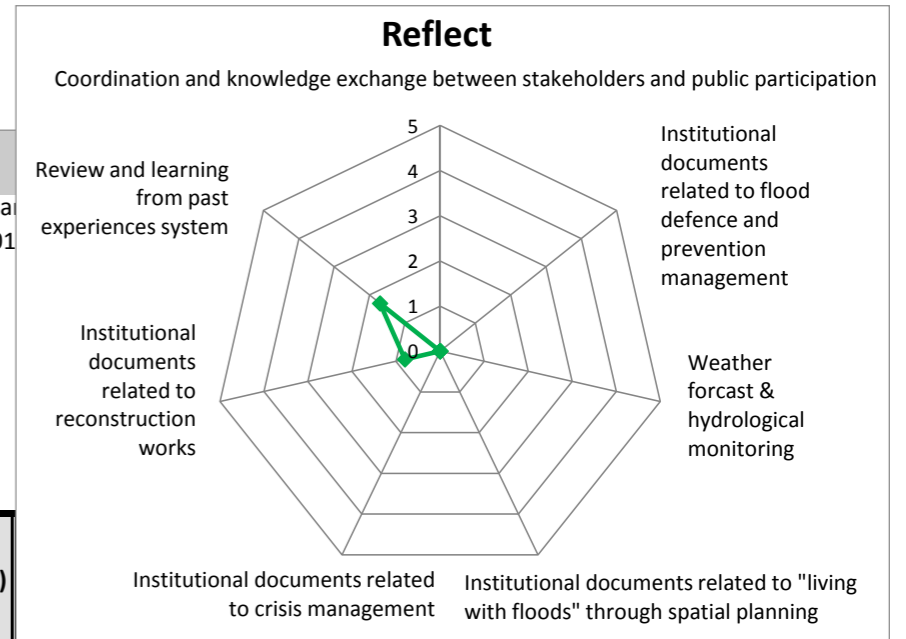 Reflect
Coordination and knowledge exchange between stakeholders and public participation
5
4
3
2
1
0
Institutional
documents
related to flood
defence and
prevention
management
Weather
forcast &
hydrological
monitoring
Institutional documents related to "living
with floods" through spatial planning
Institutional documents related
to crisis management
Institutional
documents
related to
reconstruction
works
Review and learning
from past
experiences system
)